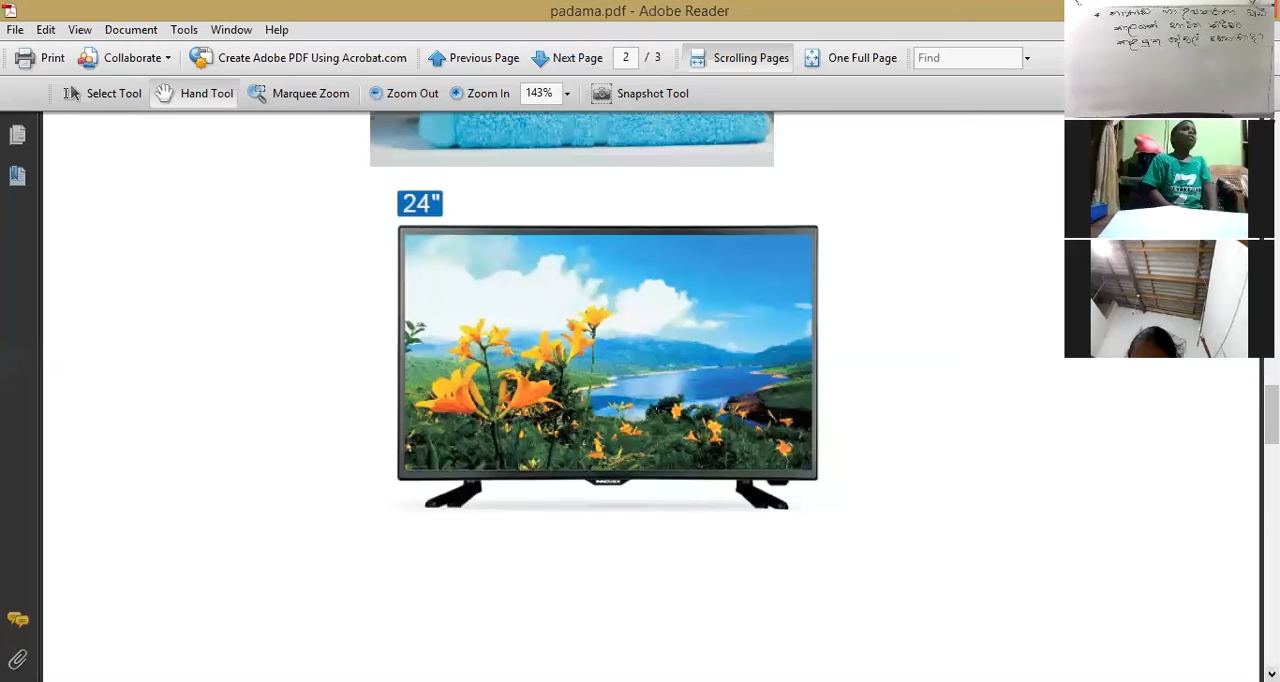 padama.pdf - Adobe Reader
File Edit View Document Tools Window Help
Print Collaborate Create Adobe PDF Using Acrobat.com Previous Page Next Page 2 / 3 Scrolling Pages One Full Page Find
Select Tool Hand Tool Marquee Zoom Zoom Out Zoom In 143% Snapshot Tool
24"
INNOVEX